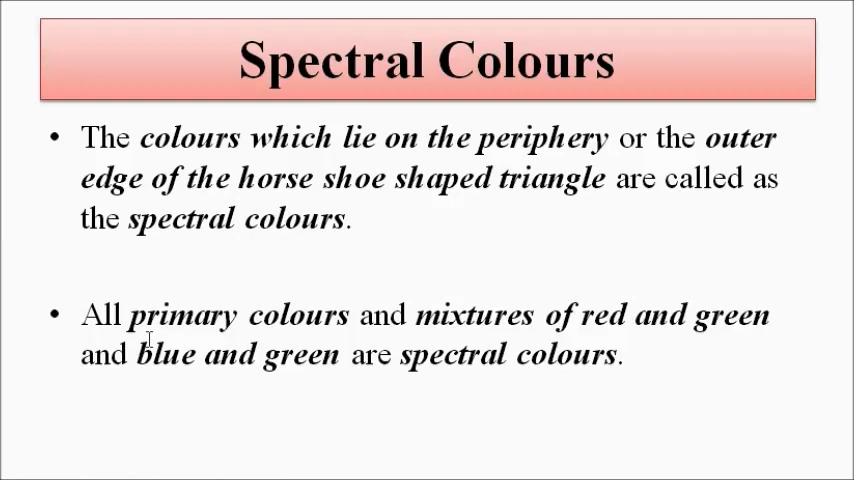 Spectral Colours
• The colours which lie on the periphery or the outer
edge of the horse shoe shaped triangle are called as
the spectral colours.
• All primary colours and mixtures of red and green
and blue and green are spectral colours.